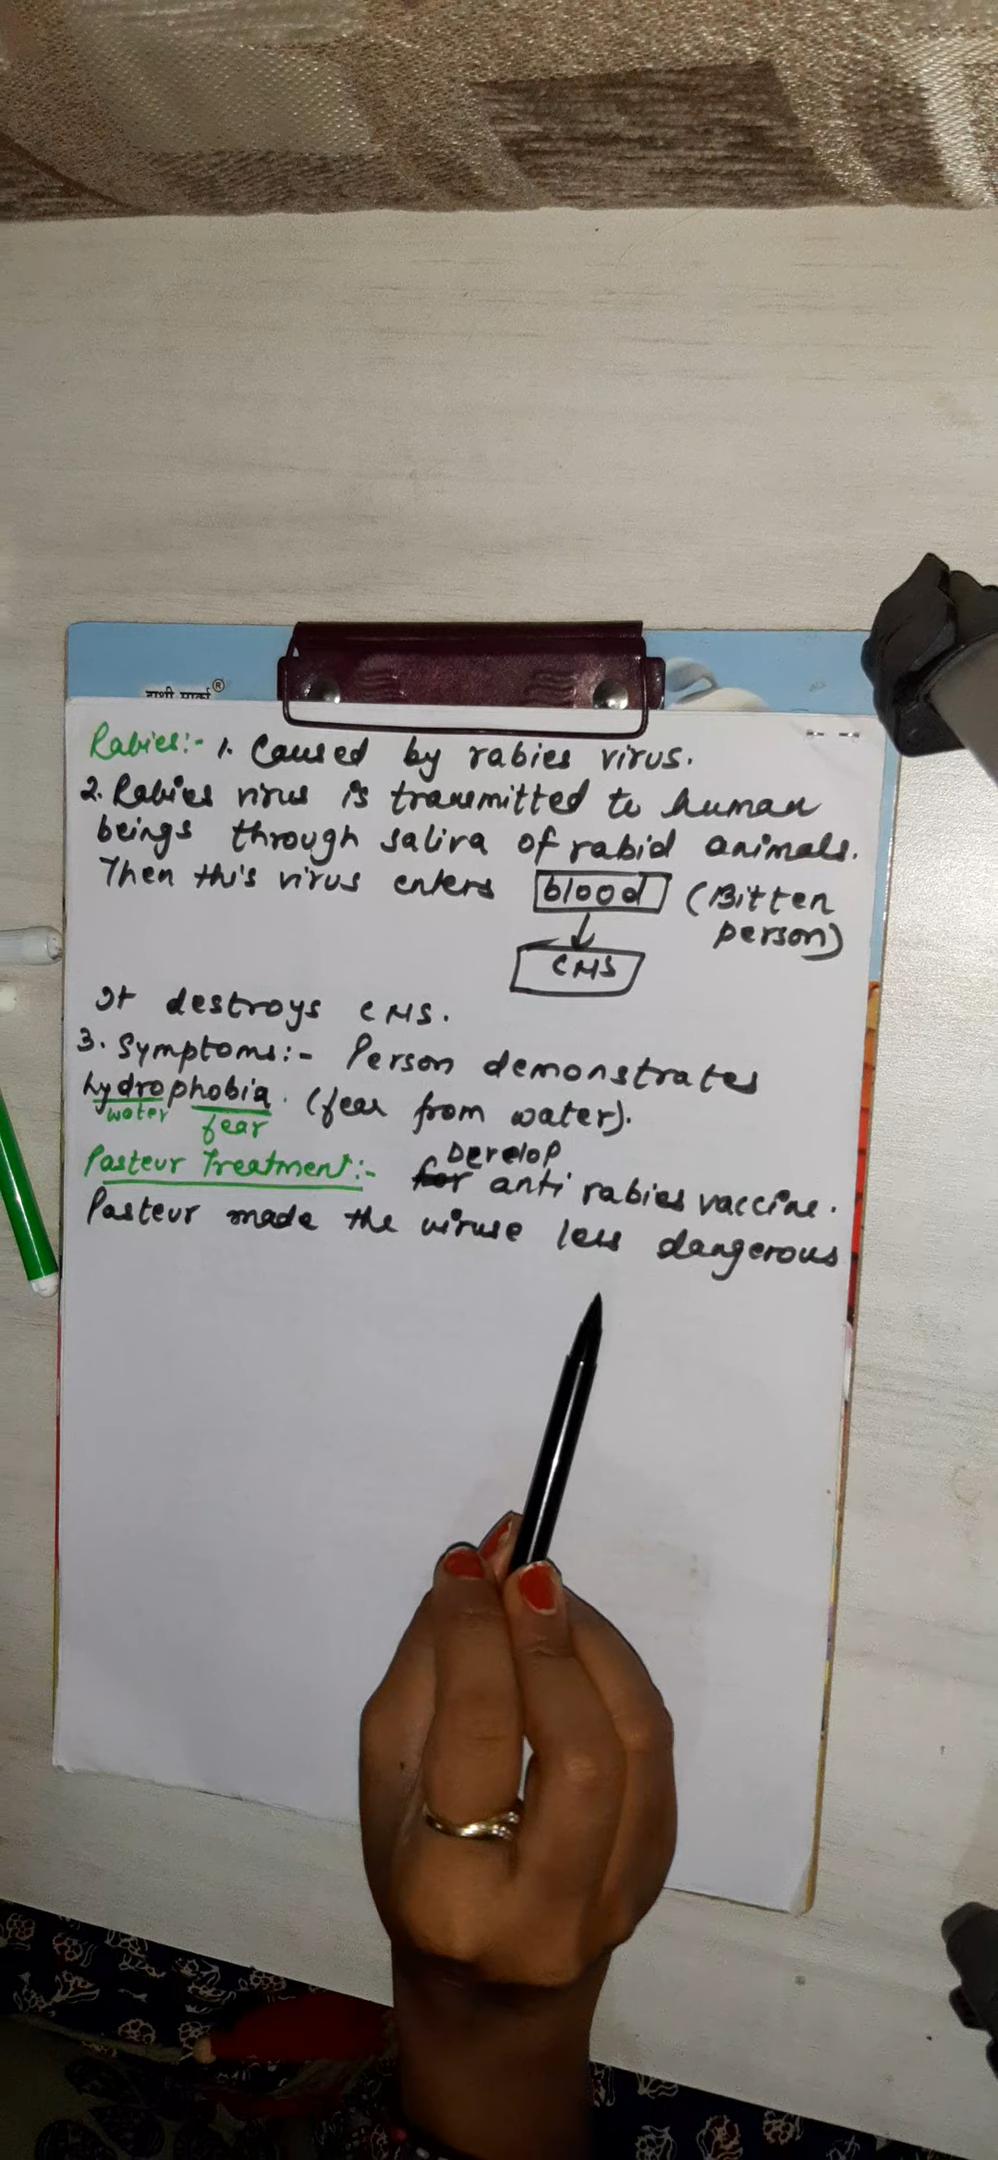 हाथी मार्का®
Rabies:- 1. Caused by rabies virus.
2. Rabies virus is transmitted to human
beings through saliva of rabid animals.
Then this virus enters blood (Bitten
person)
CNS
It destroys CNS.
3. Symptoms:- Person demonstrates
hydrophobia. (fear from water).
water fear
Develop
Pasteur Treatment:- for anti rabies vaccine.
Pasteur made the viruse less dangerous